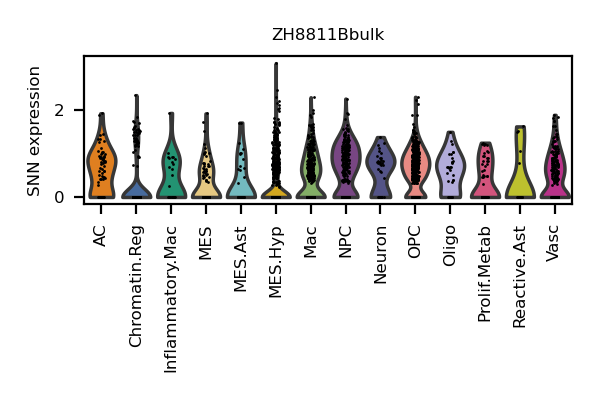 ZH8811Bbulk
SNN expression
2
0
AC
Chromatin.Reg
Inflammatory.Mac
MES
MES.Ast
MES.Hyp
Mac
NPC
Neuron
OPC
Oligo
Prolif.Metab
Reactive.Ast
Vasc